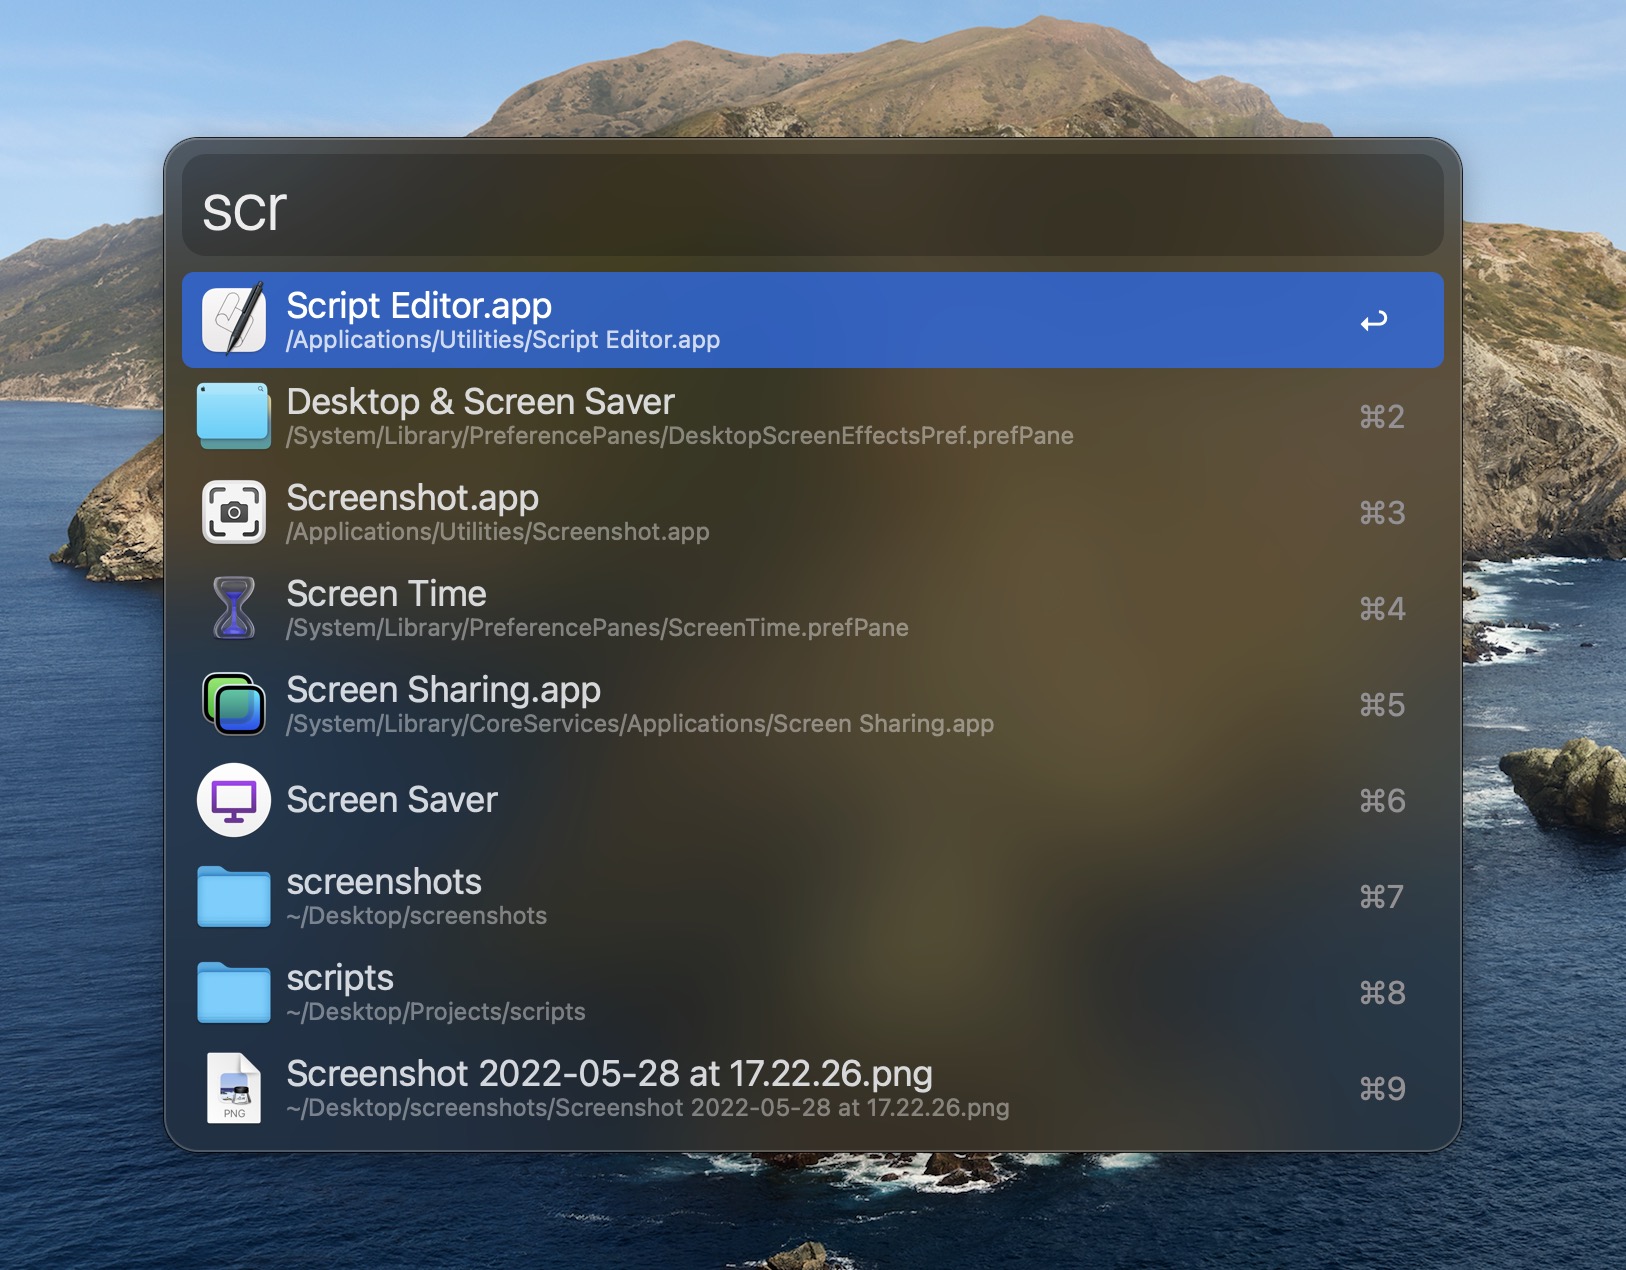 scr
Script Editor.app
/Applications/Utilities/Script Editor.app
↩
Desktop & Screen Saver
/System/Library/PreferencePanes/DesktopScreenEffectsPref.prefPane
⌘2
Screenshot.app
/Applications/Utilities/Screenshot.app
⌘3
Screen Time
/System/Library/PreferencePanes/ScreenTime.prefPane
⌘4
Screen Sharing.app
/System/Library/CoreServices/Applications/Screen Sharing.app
⌘5
Screen Saver
⌘6
screenshots
~/Desktop/screenshots
⌘7
scripts
~/Desktop/Projects/scripts
⌘8
PNG
Screenshot 2022-05-28 at 17.22.26.png
~/Desktop/screenshots/Screenshot 2022-05-28 at 17.22.26.png
⌘9